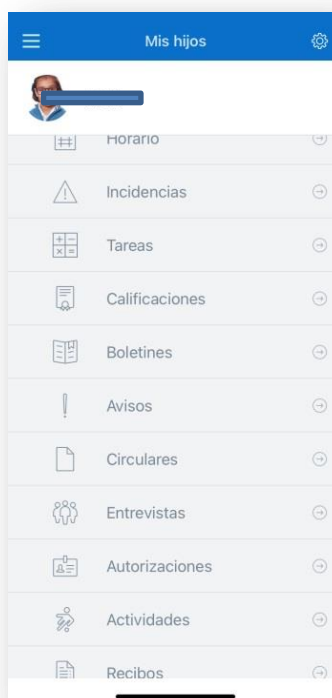 Mis hijos
Horario
Incidencias
Tareas
Calificaciones
Boletines
Avisos
Circulares
Entrevistas
Autorizaciones
Actividades
Recibos